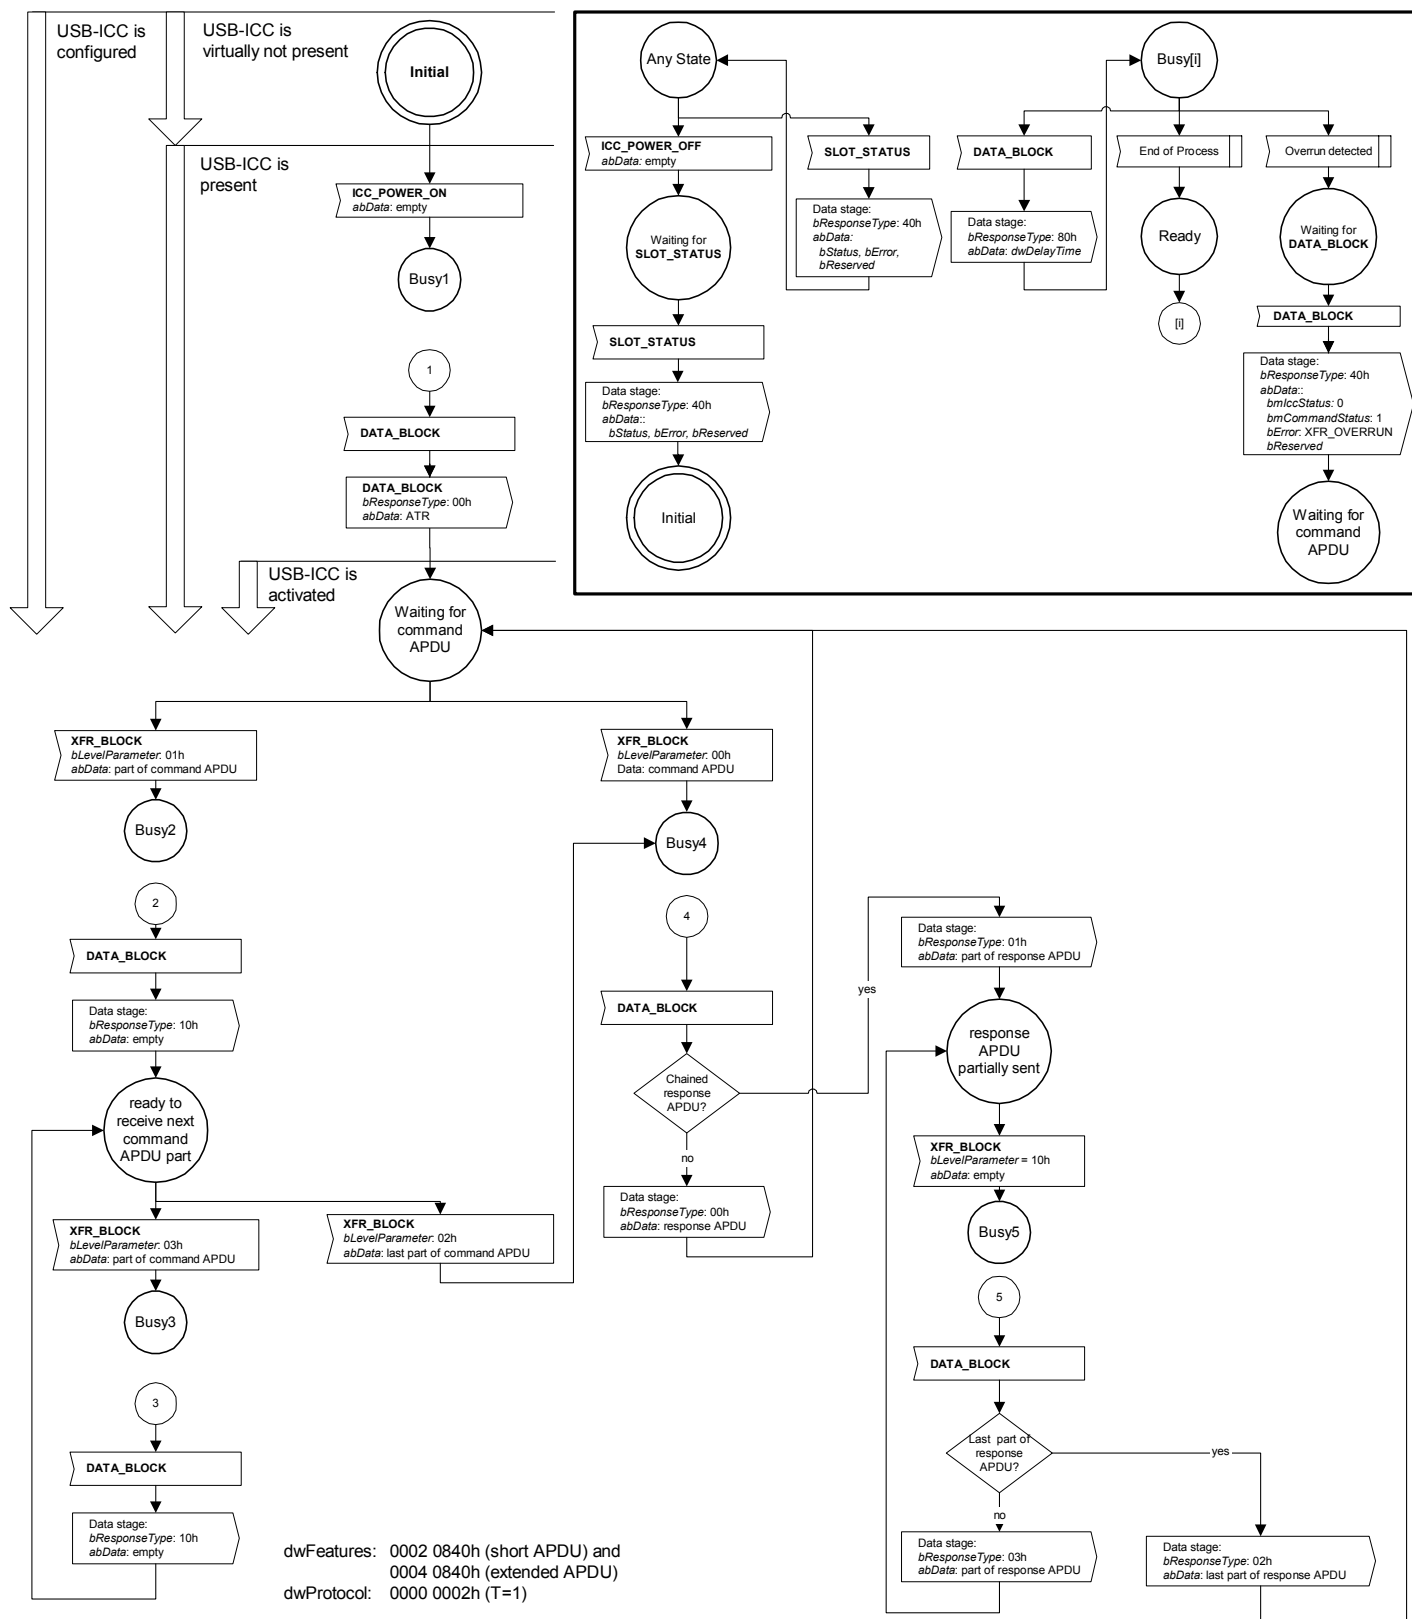 USB-ICC is
configured
USB-ICC is
virtually not present
Initial
USB-ICC is
present
ICC_POWER_ON
abData: empty
Busy1
1
DATA_BLOCK
DATA_BLOCK
bResponseType: 00h
abData: ATR
USB-ICC is
activated
Waiting for
command
APDU
Any State
ICC_POWER_OFF
abData: empty
SLOT_STATUS
Waiting for
SLOT_STATUS
Data stage:
bResponseType: 40h
abData:
bStatus, bError,
bReserved
SLOT_STATUS
Data stage:
bResponseType: 40h
abData::
bStatus, bError, bReserved
Initial
Busy[i]
DATA_BLOCK
End of Process
Overrun detected
Data stage:
bResponseType: 80h
abData: dwDelayTime
Ready
[i]
Waiting for
DATA_BLOCK
DATA_BLOCK
Data stage:
bResponseType: 40h
abData::
bmIccStatus: 0
bmCommandStatus: 1
bError: XFR_OVERRUN
bReserved
Waiting for
command
APDU
XFR_BLOCK
bLevelParameter: 01h
abData: part of command APDU
Busy2
2
DATA_BLOCK
Data stage:
bResponseType: 10h
abData: empty
ready to
receive next
command
APDU part
XFR_BLOCK
bLevelParameter: 03h
abData: part of command APDU
XFR_BLOCK
bLevelParameter: 02h
abData: last part of command APDU
Busy3
3
DATA_BLOCK
Data stage:
bResponseType: 10h
abData: empty
XFR_BLOCK
bLevelParameter: 00h
Data: command APDU
Busy4
4
DATA_BLOCK
Chained
response
APDU?
yes
no
Data stage:
bResponseType: 00h
abData: response APDU
Data stage:
bResponseType: 01h
abData: part of response APDU
response
APDU
partially sent
XFR_BLOCK
bLevelParameter = 10h
abData: empty
Busy5
5
DATA_BLOCK
Last part of
response
APDU?
yes
no
Data stage:
bResponseType: 03h
abData: part of response APDU
Data stage:
bResponseType: 02h
abData: last part of response APDU
dwFeatures: 0002 0840h (short APDU) and
0004 0840h (extended APDU)
dwProtocol: 0000 0002h (T=1)